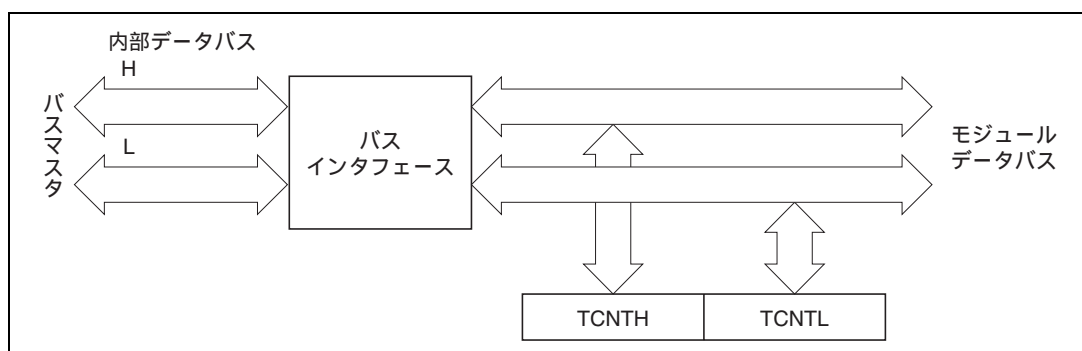 内部データバス
H
バスマスタ
L
バス
インタフェース
モジュール
データバス
TCNTH
TCNTL